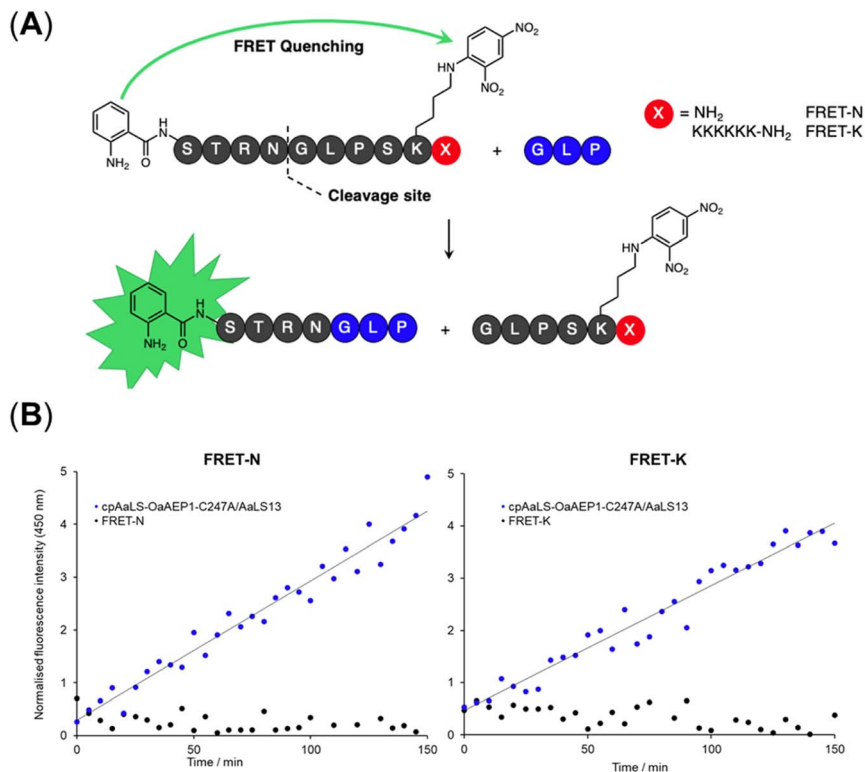 (A)
FRET Quenching
NO₂
HN
NO₂
H
N
NH₂
O
S T R N G L P S K X + G L P
Cleavage site
X = NH₂ FRET-N
KKKKKK-NH₂ FRET-K
NO₂
HN
NO₂
H
N
NH₂
O
S T R N G L P + G L P S K X
(B)
FRET-N
Normalised fluorescence intensity (450 nm)
5
4
3
2
1
0
cpAaLS-OaAEP1-C247A/AaLS13
FRET-N
0 50 100 150
Time / min
FRET-K
5
4
3
2
1
0
cpAaLS-OaAEP1-C247A/AaLS13
FRET-K
0 50 100 150
Time / min